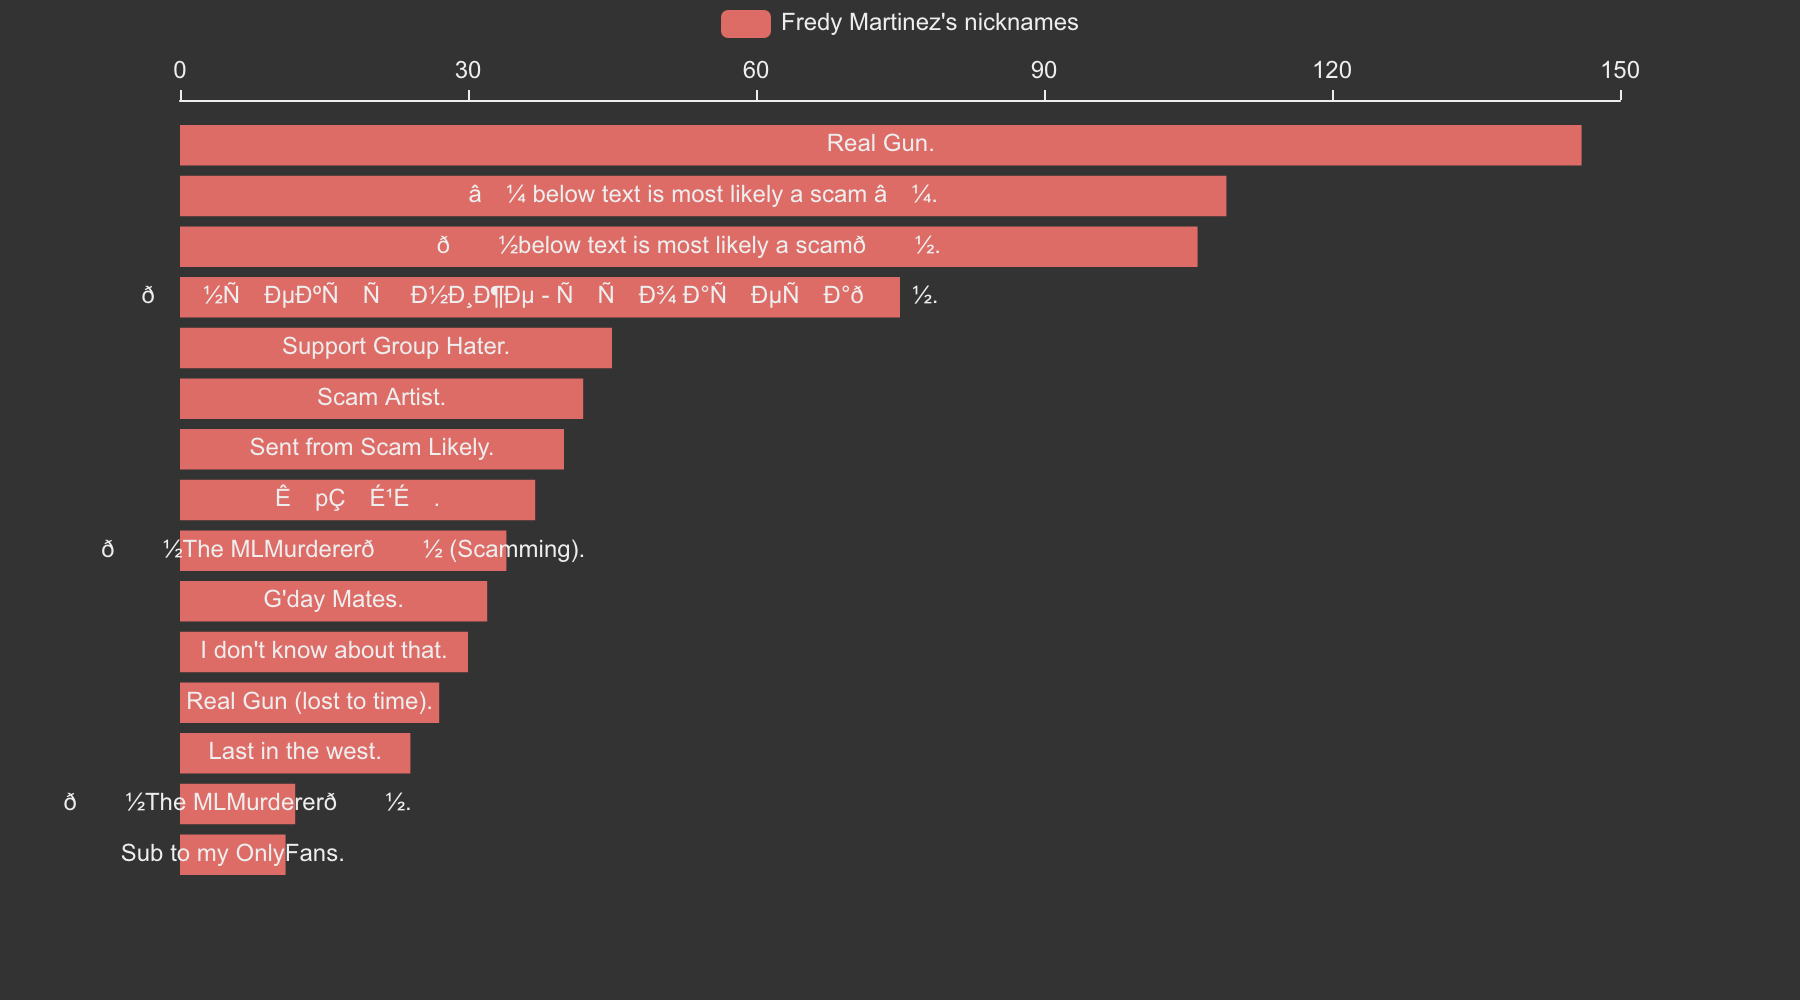 Fredy Martinez's nicknames
0 30 60 90 120 150
Real Gun.
â ¼ below text is most likely a scam â ¼.
ð ½below text is most likely a scamð ½.
ð ½Ñ ÐµÐºÑ Ñ Ð½Ð¸Ð¶Ðµ - Ñ Ñ Ð¾ Ð°Ñ ÐµÑ Ð°ð ½.
Support Group Hater.
Scam Artist.
Sent from Scam Likely.
Ê pÇ É¹É .
ð ½The MLMurdererð ½ (Scamming).
G'day Mates.
I don't know about that.
Real Gun (lost to time).
Last in the west.
ð ½The MLMurdererð ½.
Sub to my OnlyFans.